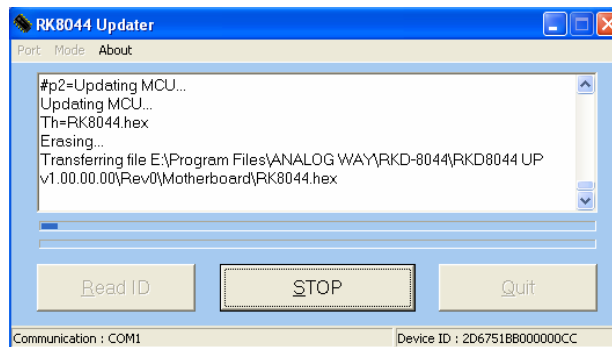 RK8044 Updater
Port Mode About
#p2=Updating MCU...
Updating MCU...
Th=RK8044.hex
Erasing...
Transferring file E:\Program Files\ANALOG WAY\RKD-8044\RKD8044 UP
v1.00.00.00\Rev0\Motherboard\RK8044.hex
Read ID STOP Quit
Communication : COM1 Device ID : 2D6751BB000000CC